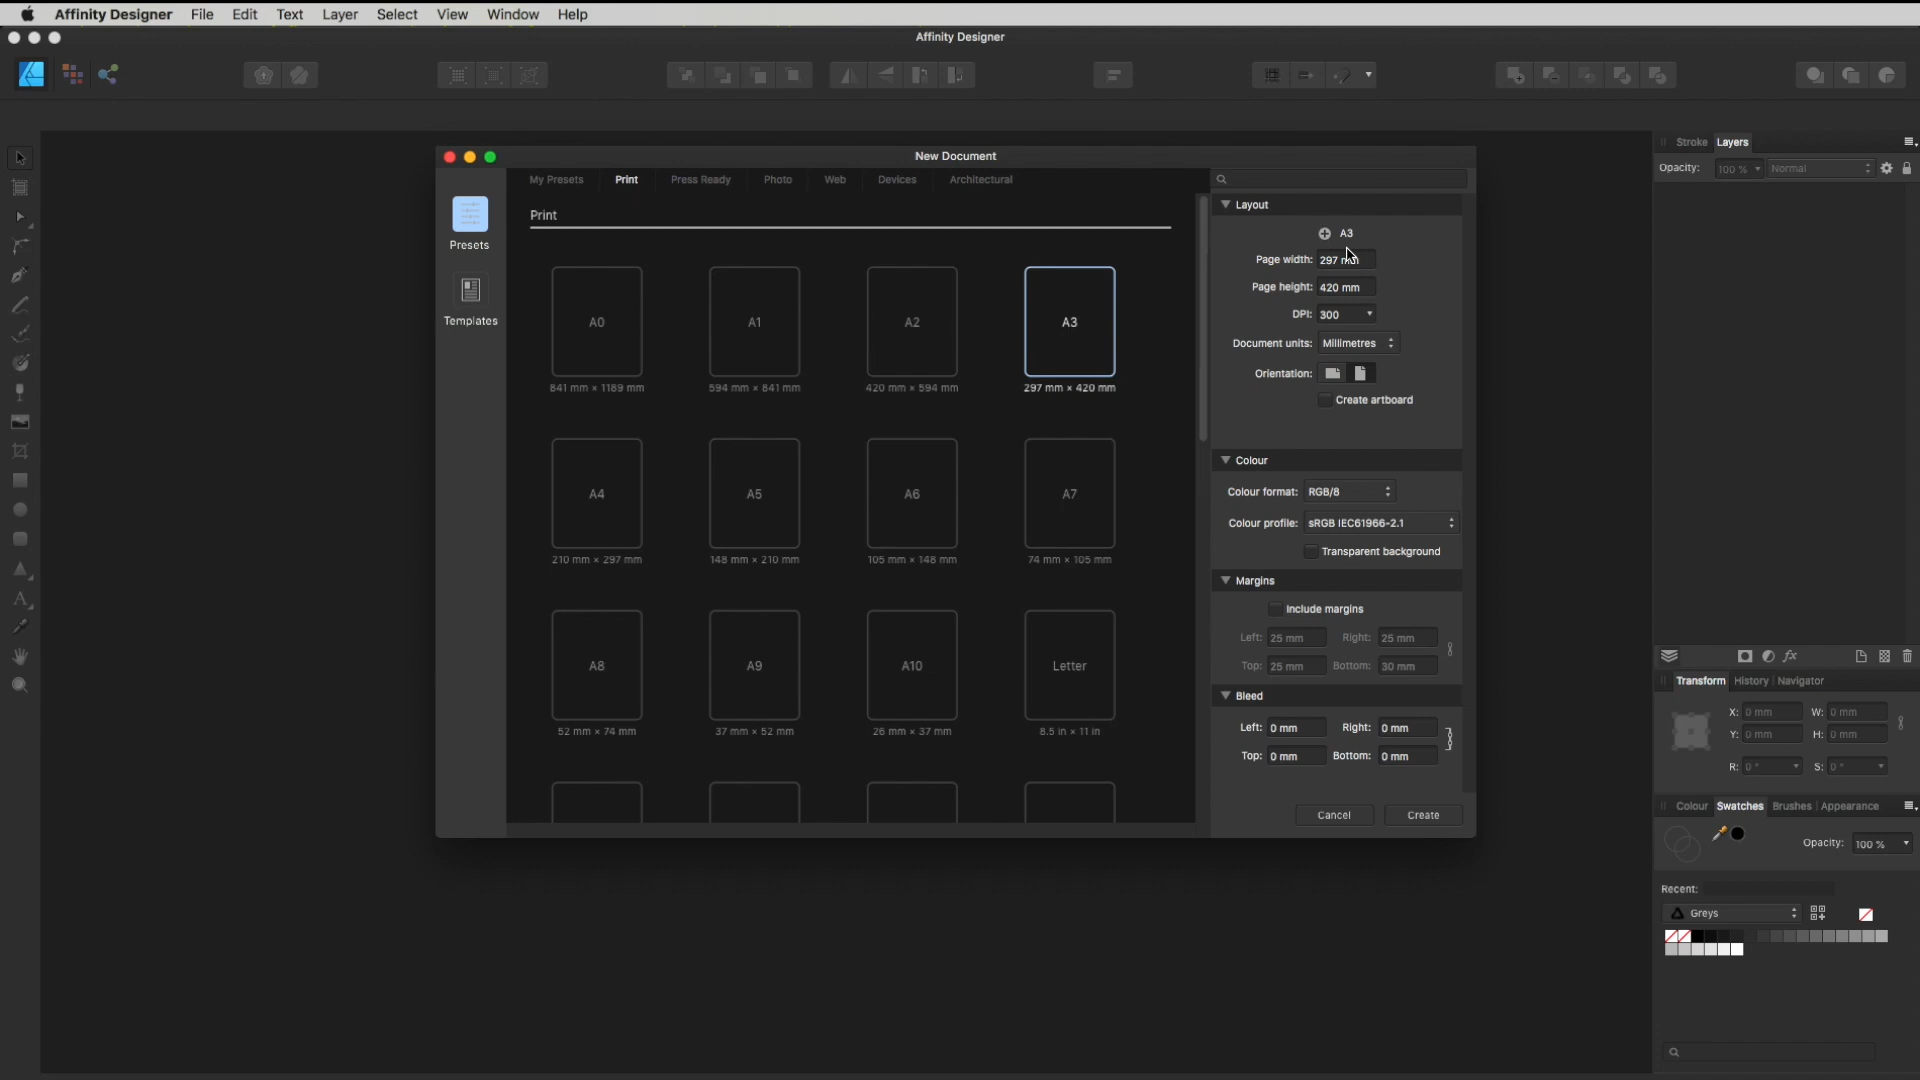 Affinity Designer File Edit Text Layer Select View Window Help
Affinity Designer
New Document
My Presets Print Press Ready Photo Web Devices Architectural
Presets
Templates
Print
A0 A1 A2 A3
841 mm × 1189 mm 594 mm × 841 mm 420 mm × 594 mm 297 mm × 420 mm
A4 A5 A6 A7
210 mm × 297 mm 148 mm × 210 mm 105 mm × 148 mm 74 mm × 105 mm
A8 A9 A10 Letter
52 mm × 74 mm 37 mm × 52 mm 26 mm × 37 mm 8.5 in × 11 in
Layout
A3
Page width: 297 mm
Page height: 420 mm
DPI: 300
Document units: Millimetres
Orientation:
Create artboard
Colour
Colour format: RGB/8
Colour profile: sRGB IEC61966-2.1
Transparent background
Margins
Include margins
Left: 25 mm Right: 25 mm
Top: 25 mm Bottom: 30 mm
Bleed
Left: 0 mm Right: 0 mm
Top: 0 mm Bottom: 0 mm
Cancel Create
Stroke Layers
Opacity: 100 % Normal
fx
Transform History Navigator
X: 0 mm W: 0 mm
Y: 0 mm H: 0 mm
R: 0 ° S: 0 °
Colour Swatches Brushes Appearance
Opacity: 100 %
Recent:
Greys